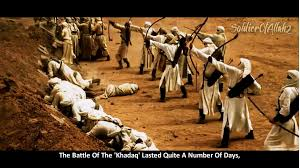 SoldierOfAllah2
The Battle Of The 'Khadaq' Lasted Quite A Number Of Days,